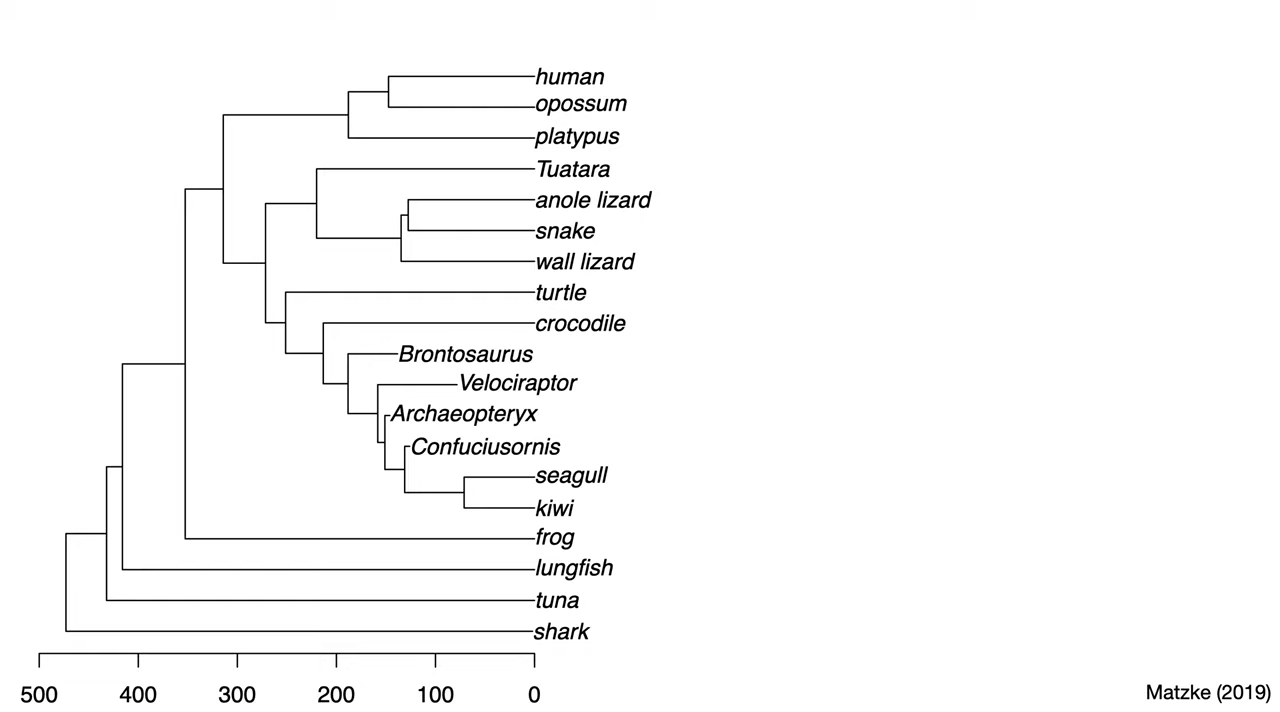 human
opossum
platypus
Tuatara
anole lizard
snake
wall lizard
turtle
crocodile
Brontosaurus
Velociraptor
Archaeopteryx
Confuciusornis
seagull
kiwi
frog
lungfish
tuna
shark
500 400 300 200 100 0
Matzke (2019)